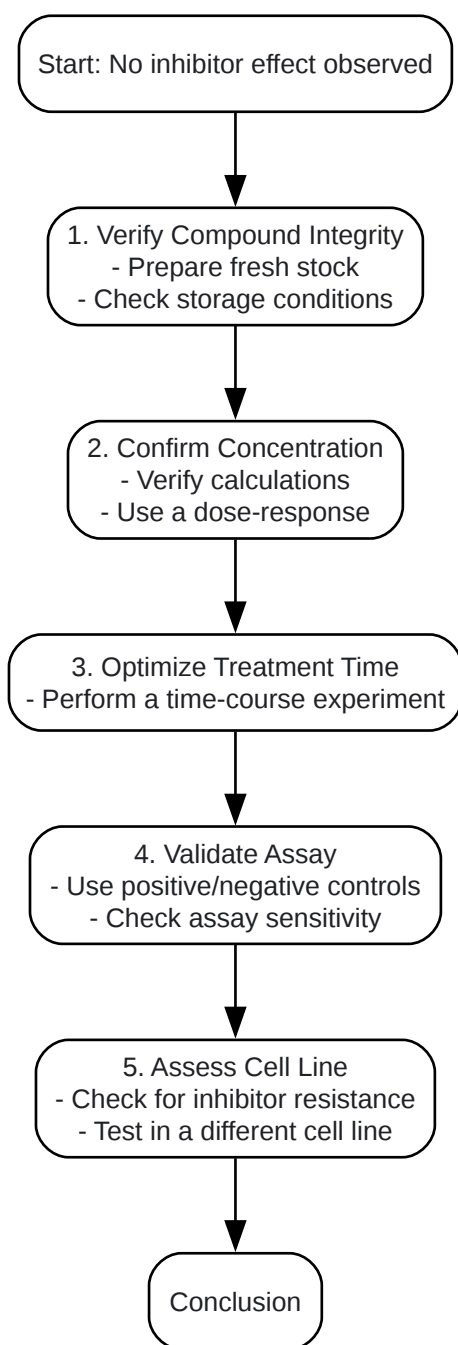 Start: No inhibitor effect observed
1. Verify Compound Integrity
- Prepare fresh stock
- Check storage conditions
2. Confirm Concentration
- Verify calculations
- Use a dose-response
3. Optimize Treatment Time
- Perform a time-course experiment
4. Validate Assay
- Use positive/negative controls
- Check assay sensitivity
5. Assess Cell Line
- Check for inhibitor resistance
- Test in a different cell line
Conclusion